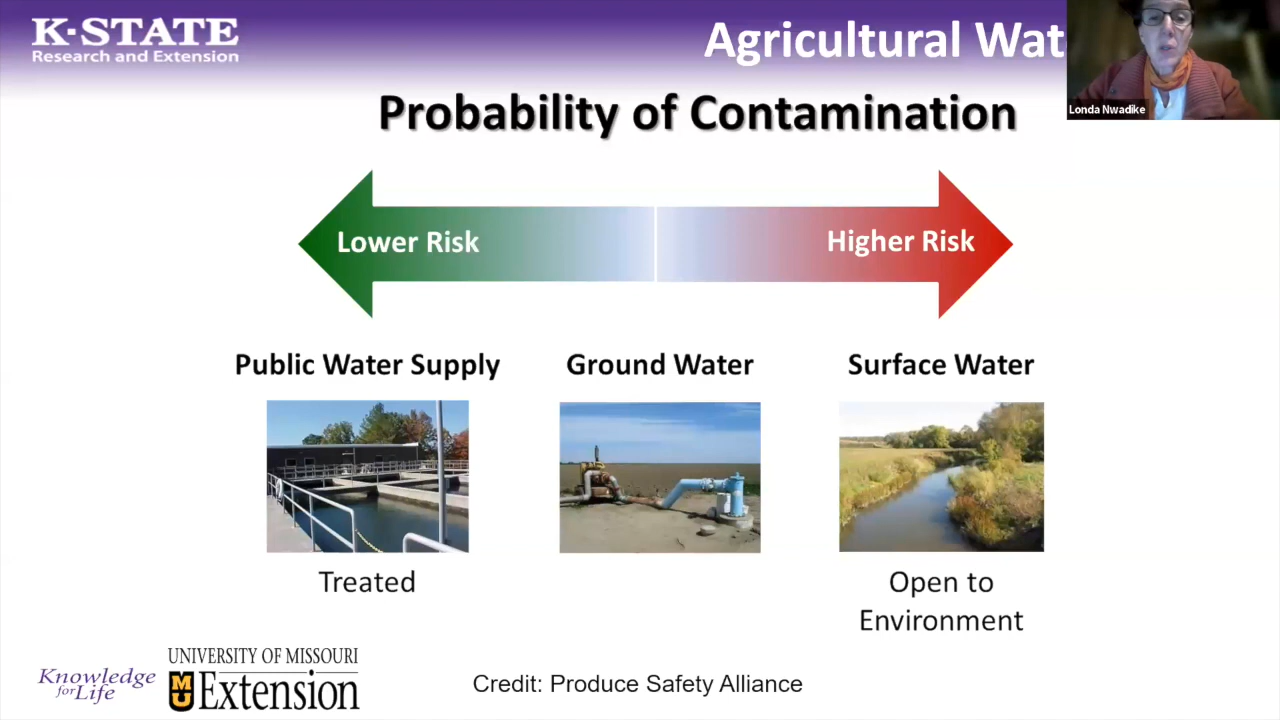 K-STATE
Research and Extension
Agricultural Wat
Londa Nwadike
Probability of Contamination
Lower Risk
Higher Risk
Public Water Supply
Ground Water
Surface Water
Treated
Open to
Environment
Knowledge
for Life
UNIVERSITY OF MISSOURI
MU Extension
Credit: Produce Safety Alliance